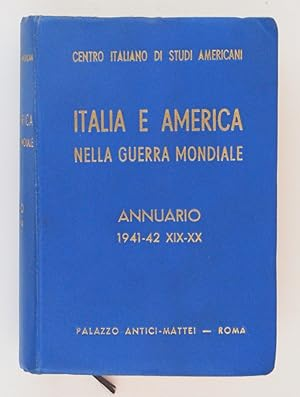 CENTRO ITALIANO DI STUDI AMERICANI
ITALIA E AMERICA
NELLA GUERRA MONDIALE
ANNUARIO
1941-42 XIX-XX
PALAZZO ANTICI-MATTEI — ROMA